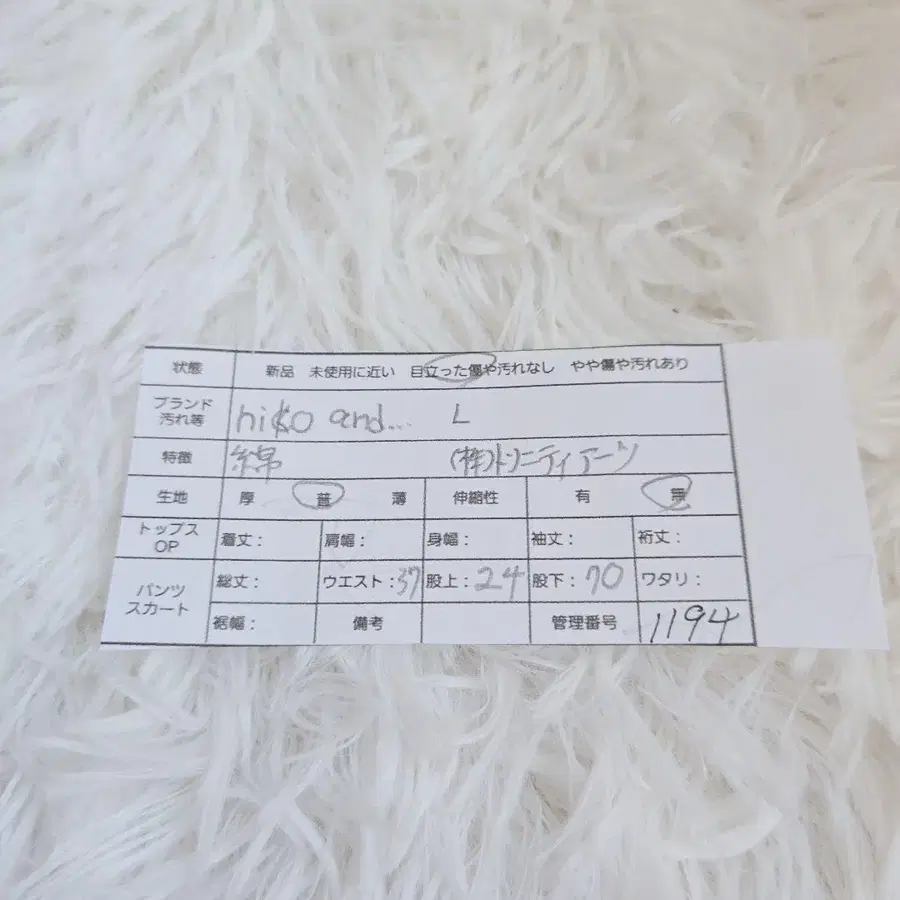 状態 新品 未使用に近い 目立った傷や汚れなし やや傷や汚れあり
ブランド 汚れ等 niko and... L
特徴 綿 (株)トリニティアーツ
生地 厚 普 薄 伸縮性 有 無
トップス OP 着丈: 肩幅: 身幅: 袖丈: 裄丈:
パンツ スカート 総丈: ウエスト:37 股上:24 股下:70 ワタリ:
裾幅: 備考 管理番号 1194